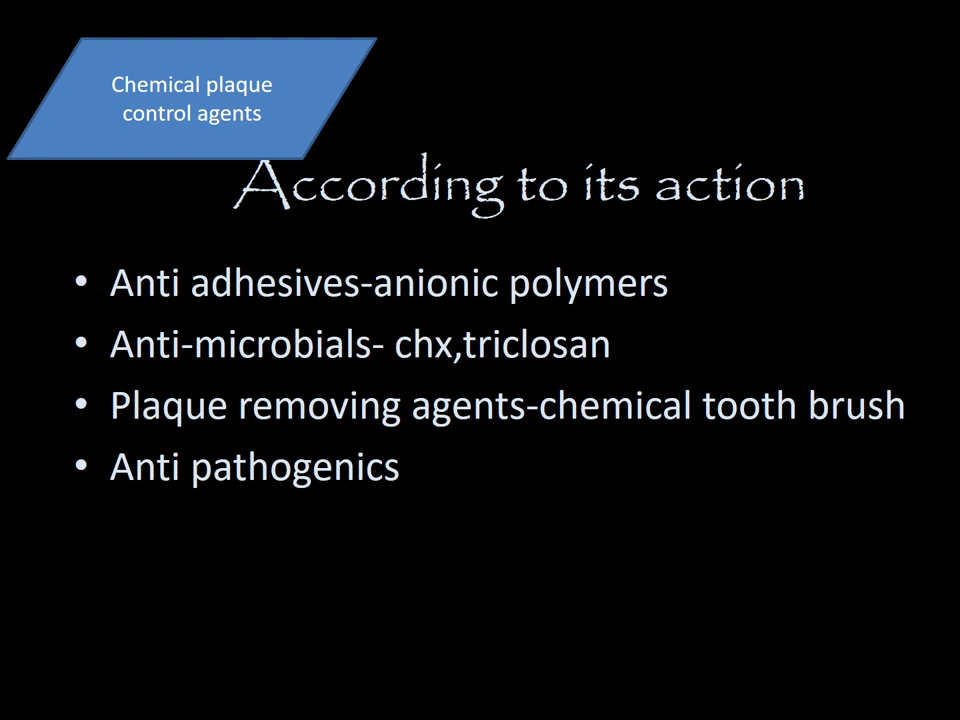 Chemical plaque
control agents
According to its action
• Anti adhesives-anionic polymers
• Anti-microbials- chx,triclosan
• Plaque removing agents-chemical tooth brush
• Anti pathogenics